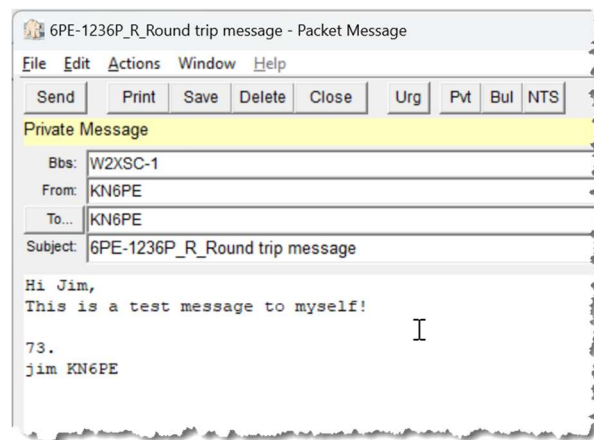 6PE-1236P_R_Round trip message - Packet Message
File Edit Actions Window Help
Send Print Save Delete Close Urg Pvt Bul NTS
Private Message
Bbs: W2XSC-1
From: KN6PE
To... KN6PE
Subject: 6PE-1236P_R_Round trip message
Hi Jim,
This is a test message to myself!
73.
jim KN6PE